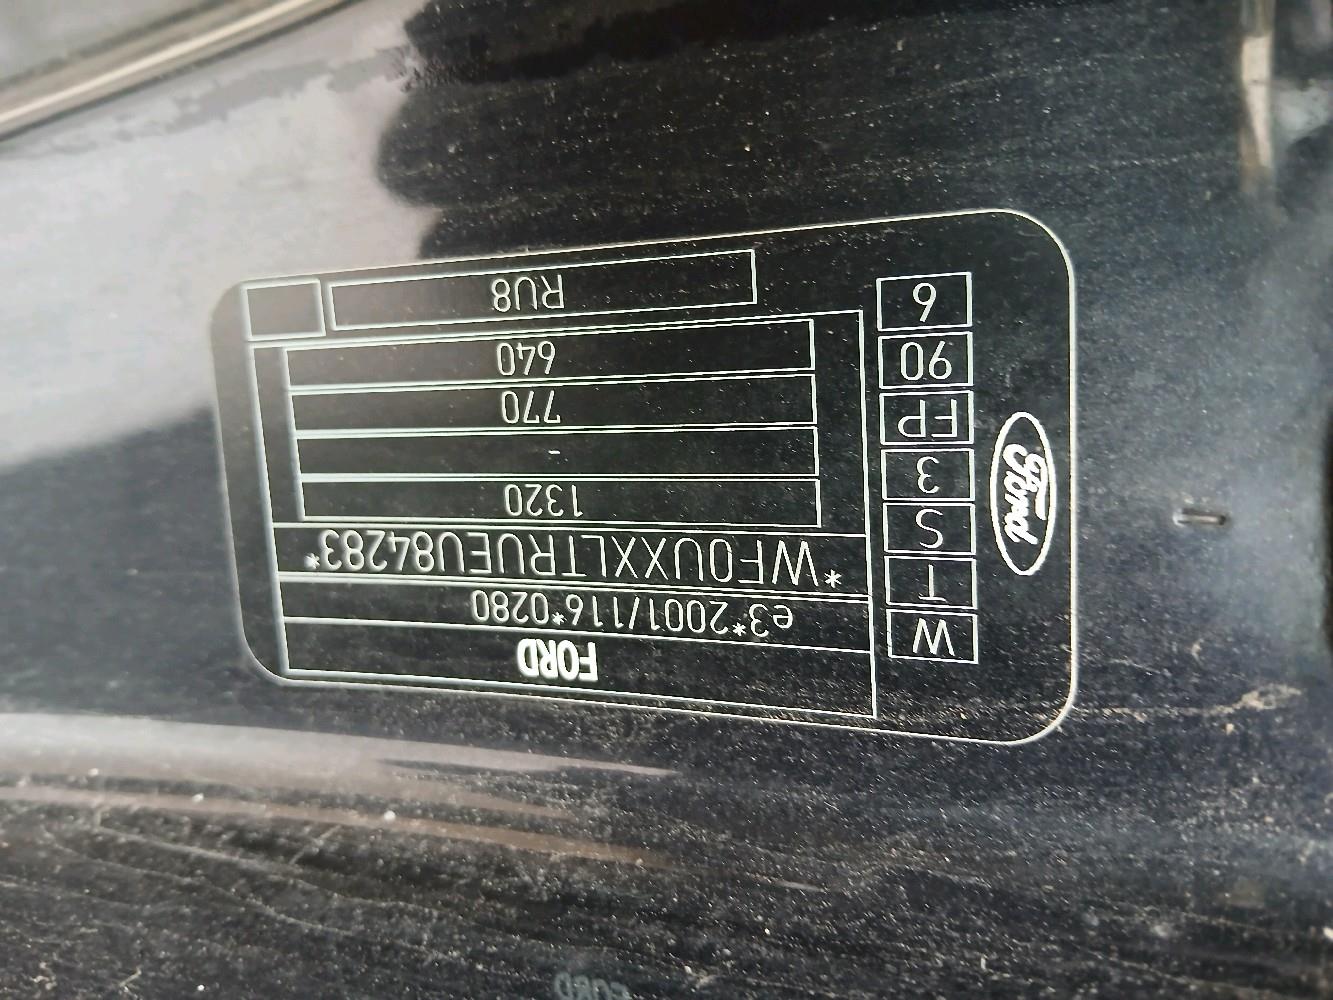 FORD
e3*2001/116*0280
*WF0UXXLTRUEU84283*
1320
-
770
640
RU8
W
T
S
3
FP
90
6
Ford